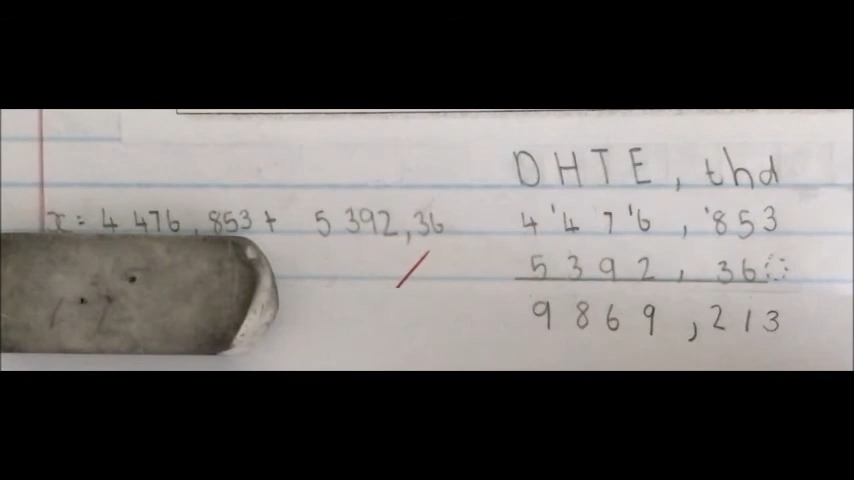 D H T E , thd
x = 4 476 , 853 + 5 392 , 36
4 ' 4 7 ' 6 , ' 8 5 3
5 3 9 2 , 3 6 0
9 8 6 9 , 2 1 3